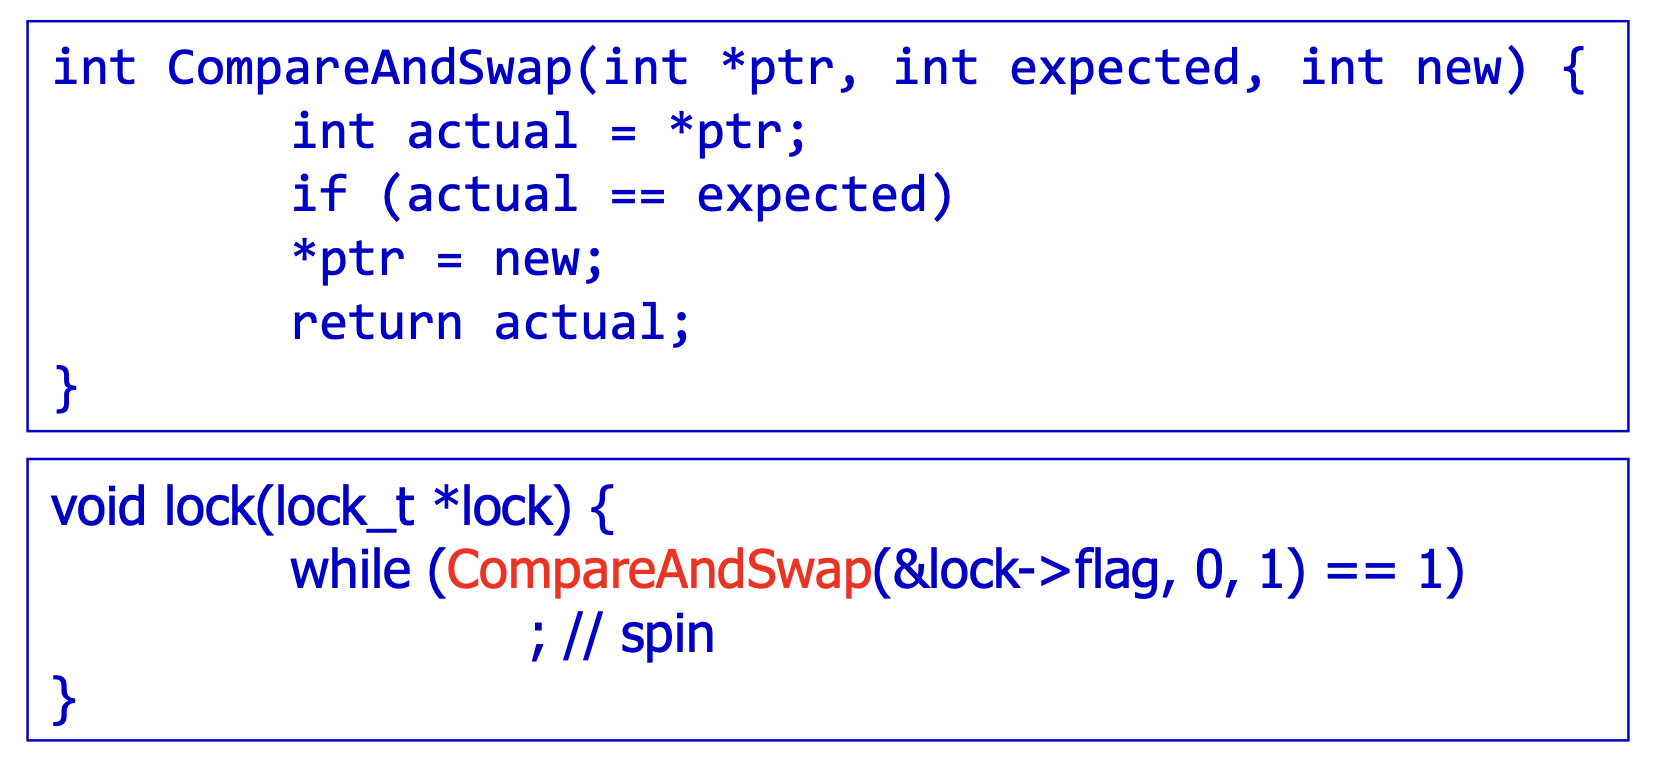 int CompareAndSwap(int *ptr, int expected, int new) {
int actual = *ptr;
if (actual == expected)
*ptr = new;
return actual;
}
void lock(lock_t *lock) {
while (CompareAndSwap(&lock->flag, 0, 1) == 1)
; // spin
}